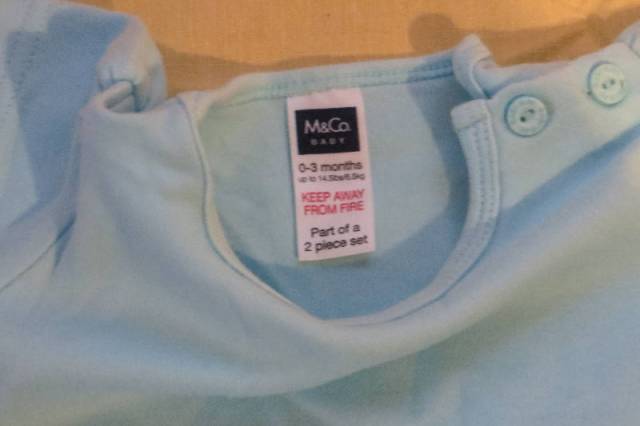 M&Co.
BABY
0-3 months
up to 14.5lbs/6.5kg
KEEP AWAY
FROM FIRE
Part of a
2 piece set